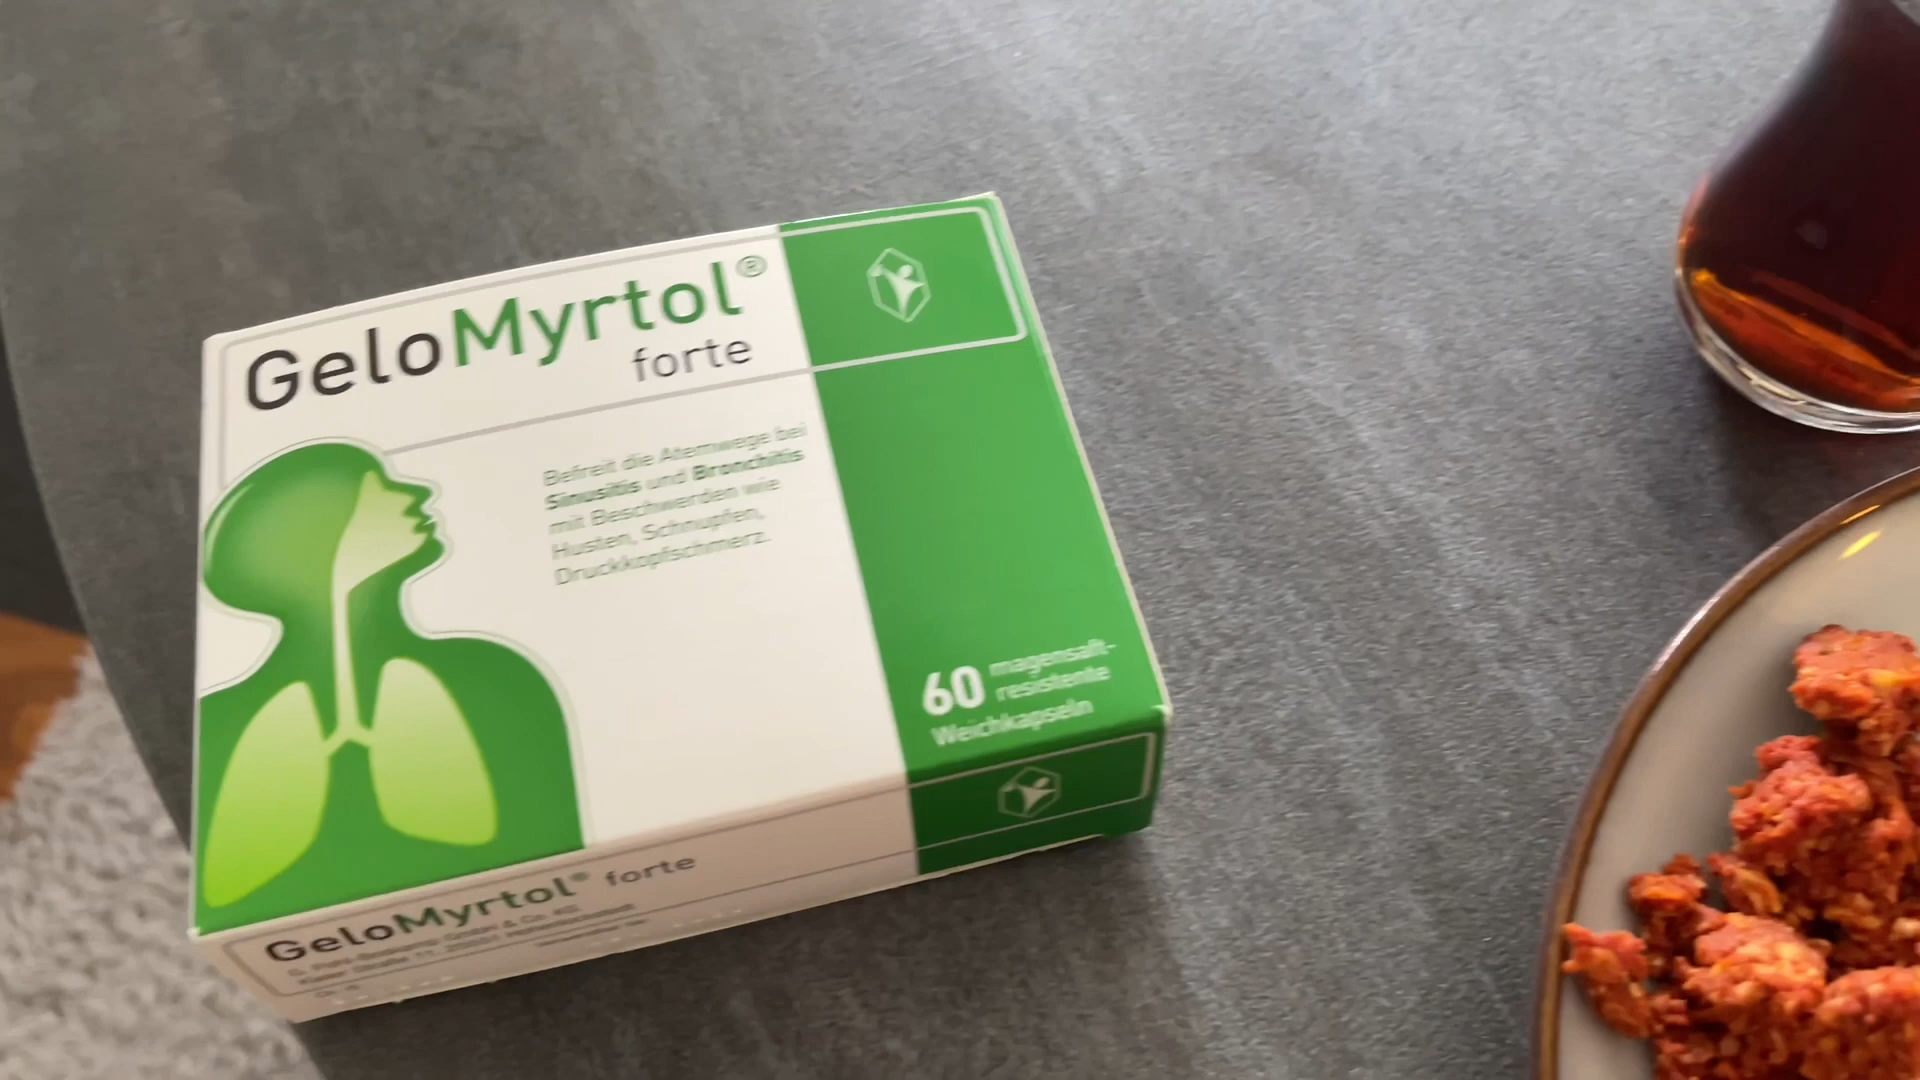 GeloMyrtol®
forte
Befreit die Atemwege bei
Sinusitis und Bronchitis
mit Beschwerden wie
Husten, Schnupfen,
Druckkopfschmerz.
60 magensaft-
resistente
Weichkapseln
GeloMyrtol® forte